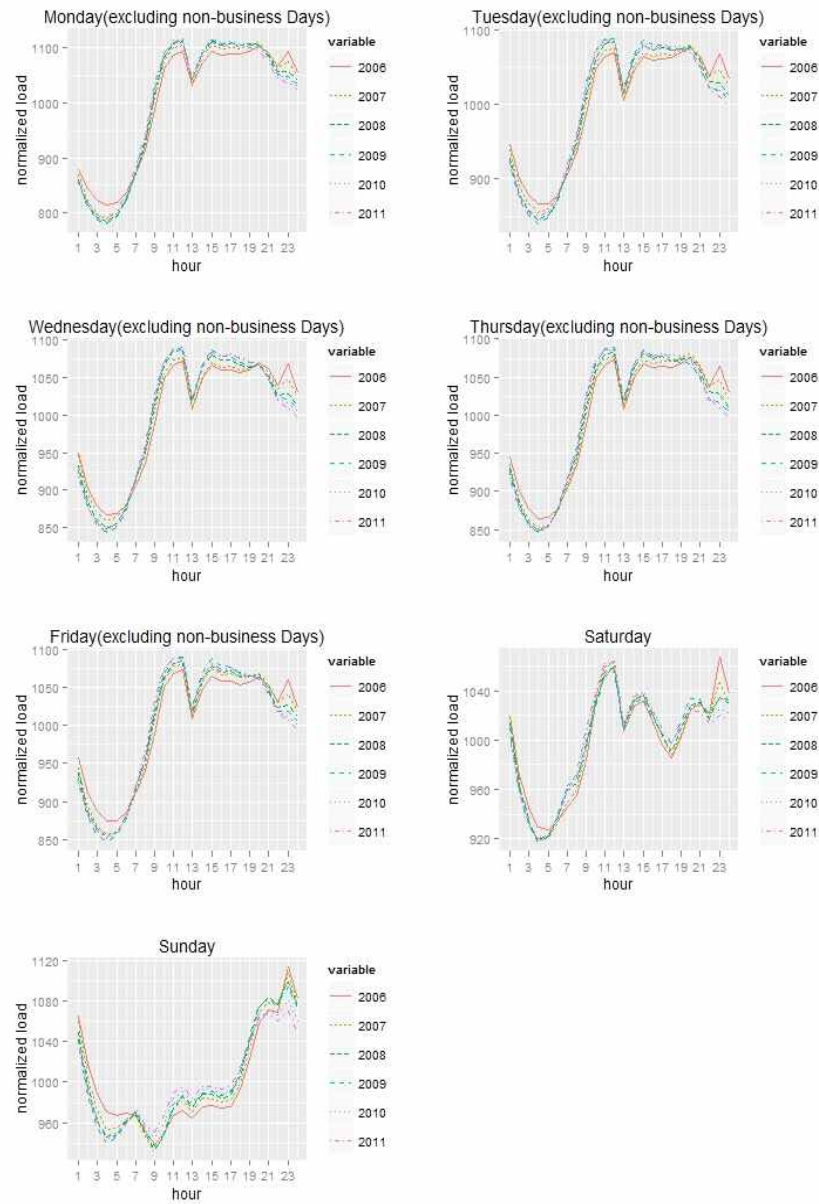 Monday(excluding non-business Days)
normalized load
1100
1000
900
800
1 3 5 7 9 11 13 15 17 19 21 23
hour
variable
2006
2007
2008
2009
2010
2011
Tuesday(excluding non-business Days)
normalized load
1100
1000
900
1 3 5 7 9 11 13 15 17 19 21 23
hour
variable
2006
2007
2008
2009
2010
2011
Wednesday(excluding non-business Days)
normalized load
1100
1050
1000
950
900
850
1 3 5 7 9 11 13 15 17 19 21 23
hour
variable
2006
2007
2008
2009
2010
2011
Thursday(excluding non-business Days)
normalized load
1100
1050
1000
950
900
850
1 3 5 7 9 11 13 15 17 19 21 23
hour
variable
2006
2007
2008
2009
2010
2011
Friday(excluding non-business Days)
normalized load
1100
1050
1000
950
900
850
1 3 5 7 9 11 13 15 17 19 21 23
hour
variable
2006
2007
2008
2009
2010
2011
Saturday
normalized load
1040
1000
960
920
1 3 5 7 9 11 13 15 17 19 21 23
hour
variable
2006
2007
2008
2009
2010
2011
Sunday
normalized load
1120
1080
1040
1000
960
1 3 5 7 9 11 13 15 17 19 21 23
hour
variable
2006
2007
2008
2009
2010
2011